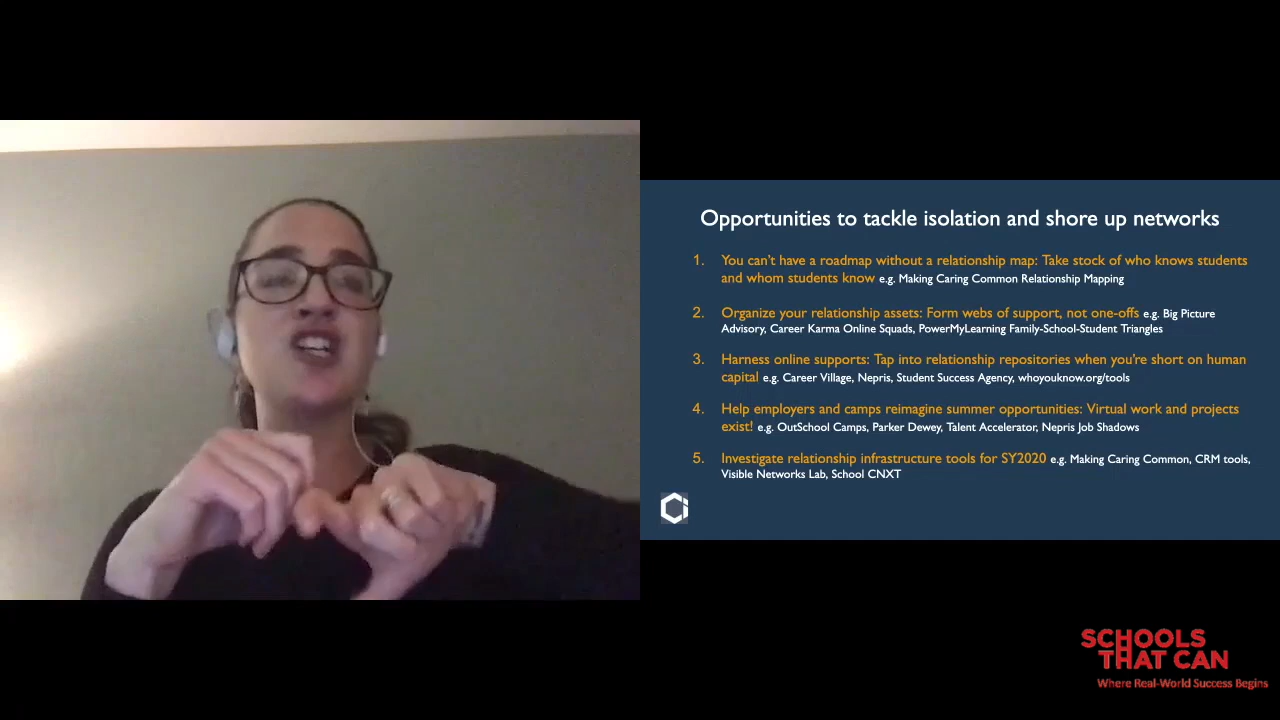 Opportunities to tackle isolation and shore up networks
1. You can't have a roadmap without a relationship map: Take stock of who knows students
and whom students know e.g. Making Caring Common Relationship Mapping
2. Organize your relationship assets: Form webs of support, not one-offs e.g. Big Picture
Advisory, Career Karma Online Squads, PowerMyLearning Family-School-Student Triangles
3. Harness online supports: Tap into relationship repositories when you're short on human
capital e.g. Career Village, Nepris, Student Success Agency, whoyouknow.org/tools
4. Help employers and camps reimagine summer opportunities: Virtual work and projects
exist! e.g. OutSchool Camps, Parker Dewey, Talent Accelerator, Nepris Job Shadows
5. Investigate relationship infrastructure tools for SY2020 e.g. Making Caring Common, CRM tools,
Visible Networks Lab, School CNXT
SCHOOLS
THAT CAN
Where Real-World Success Begins